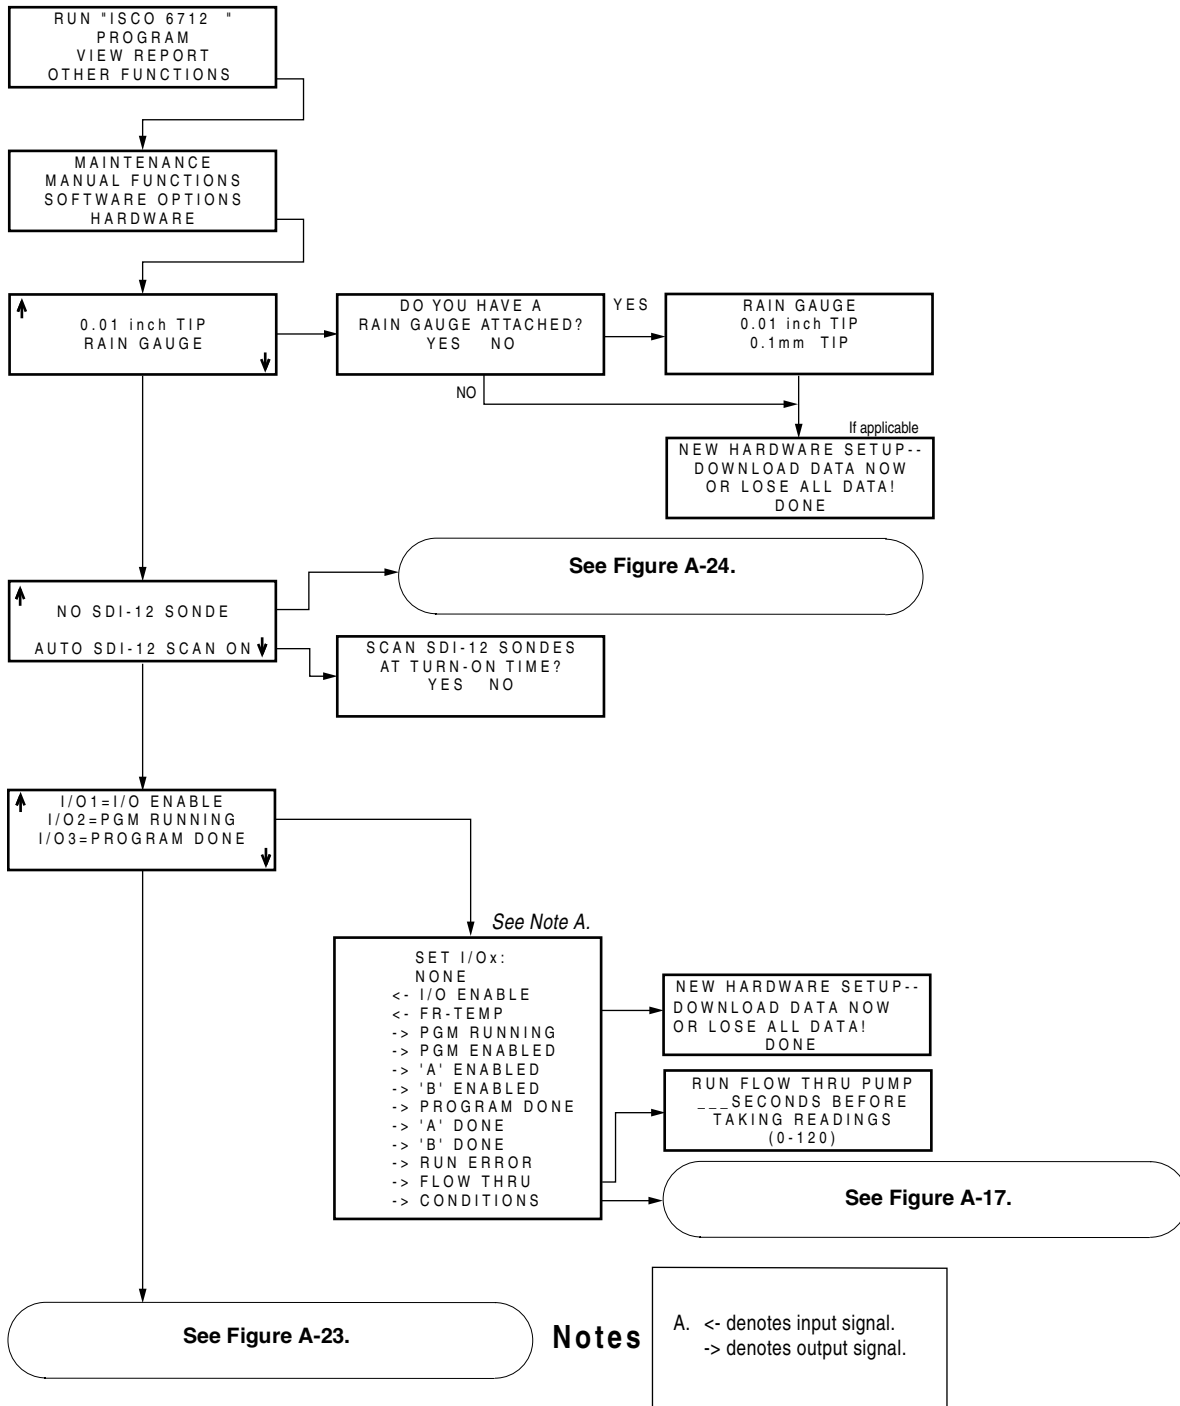 RUN "ISCO 6712 "
PROGRAM
VIEW REPORT
OTHER FUNCTIONS
MAINTENANCE
MANUAL FUNCTIONS
SOFTWARE OPTIONS
HARDWARE
0.01 inch TIP
RAIN GAUGE
DO YOU HAVE A
RAIN GAUGE ATTACHED?
YES NO
YES
RAIN GAUGE
0.01 inch TIP
0.1mm TIP
NO
If applicable
NEW HARDWARE SETUP--
DOWNLOAD DATA NOW
OR LOSE ALL DATA!
DONE
See Figure A-24.
NO SDI-12 SONDE
AUTO SDI-12 SCAN ON
SCAN SDI-12 SONDES
AT TURN-ON TIME?
YES NO
I/O1=I/O ENABLE
I/O2=PGM RUNNING
I/O3=PROGRAM DONE
See Note A.
SET I/Ox:
NONE
<- I/O ENABLE
<- FR-TEMP
-> PGM RUNNING
-> PGM ENABLED
-> 'A' ENABLED
-> 'B' ENABLED
-> PROGRAM DONE
-> 'A' DONE
-> 'B' DONE
-> RUN ERROR
-> FLOW THRU
-> CONDITIONS
NEW HARDWARE SETUP--
DOWNLOAD DATA NOW
OR LOSE ALL DATA!
DONE
RUN FLOW THRU PUMP
___SECONDS BEFORE
TAKING READINGS
(0-120)
See Figure A-17.
See Figure A-23.
Notes
A. <- denotes input signal.
-> denotes output signal.